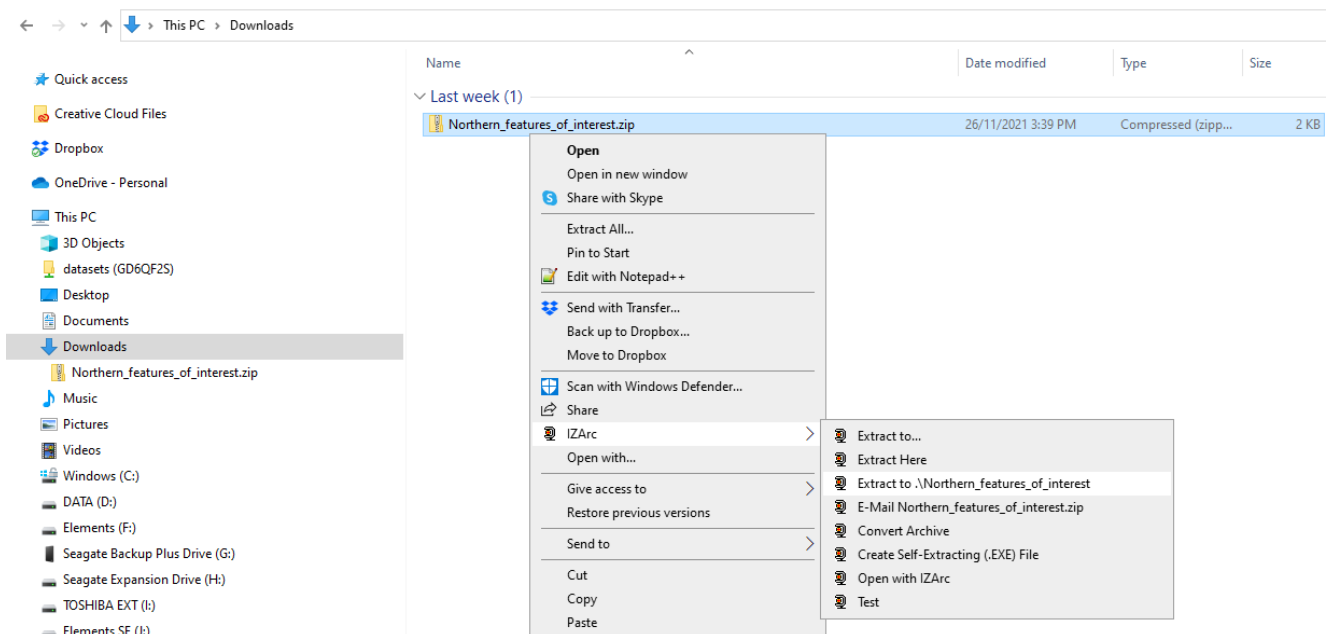 This PC > Downloads
Name Date modified Type Size
Last week (1)
Northern_features_of_interest.zip 26/11/2021 3:39 PM Compressed (zipp... 2 KB
Quick access
Creative Cloud Files
Dropbox
OneDrive - Personal
This PC
3D Objects
datasets (GD6QF2S)
Desktop
Documents
Downloads
Northern_features_of_interest.zip
Music
Pictures
Videos
Windows (C:)
DATA (D:)
Elements (F:)
Seagate Backup Plus Drive (G:)
Seagate Expansion Drive (H:)
TOSHIBA EXT (I:)
Elements SE (J:)
Open
Open in new window
Share with Skype
Extract All...
Pin to Start
Edit with Notepad++
Send with Transfer...
Back up to Dropbox...
Move to Dropbox
Scan with Windows Defender...
Share
IZArc
Open with...
Give access to
Restore previous versions
Send to
Cut
Copy
Paste
Extract to...
Extract Here
Extract to .\Northern_features_of_interest
E-Mail Northern_features_of_interest.zip
Convert Archive
Create Self-Extracting (.EXE) File
Open with IZArc
Test